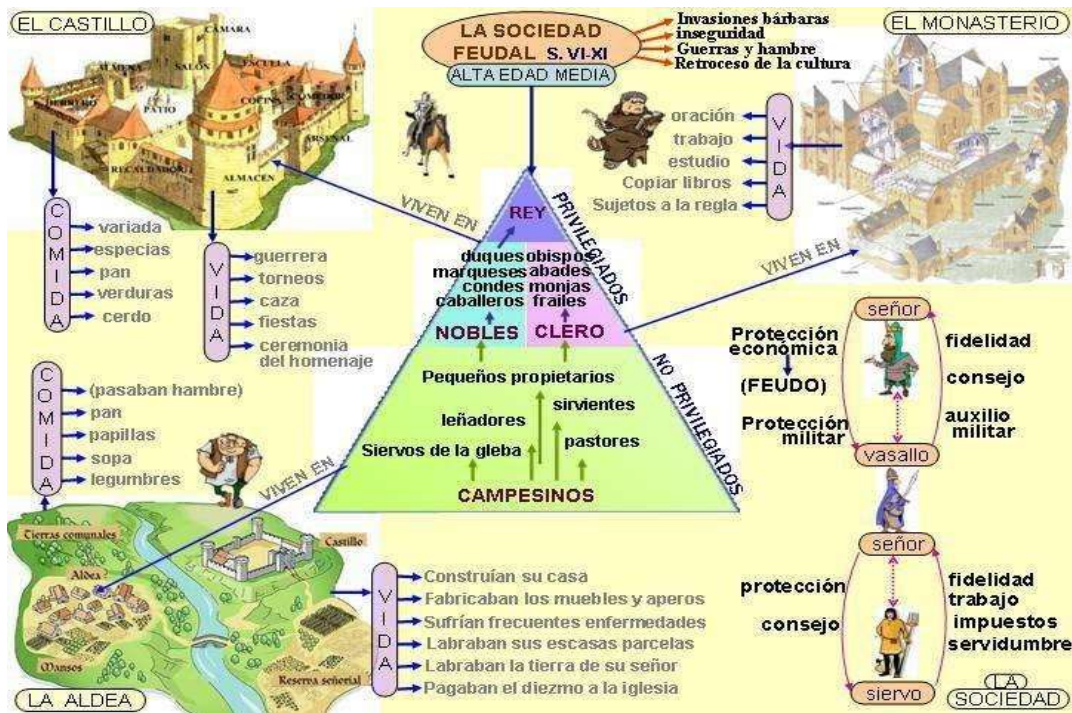 EL CASTILLO
CÁMARA
ALMENA
SALÓN
ESCUELA
HERRERO
PATIO
COCINA
COMEDOR
ARSENAL
RECALDADOR
ALMACÉN
COMIDA
variada
especias
pan
verduras
cerdo
VIDA
guerrera
torneos
caza
fiestas
ceremonia
del homenaje
LA SOCIEDAD
FEUDAL S. VI-XI
ALTA EDAD MEDIA
Invasiones bárbaras
inseguridad
Guerras y hambre
Retroceso de la cultura
EL MONASTERIO
VIDA
oración
trabajo
estudio
Copiar libros
Sujetos a la regla
VIVEN EN
VIVEN EN
REY
PRIVILEGIADOS
duques obispos
marqueses abades
condes monjas
caballeros frailes
NOBLES CLERO
NO PRIVILEGIADOS
Pequeños propietarios
sirvientes
leñadores
pastores
Siervos de la gleba
CAMPESINOS
VIVEN EN
COMIDA
(pasaban hambre)
pan
papillas
sopa
legumbres
Tierras comunales
Castillo
Aldea
Mansos
Reserva señorial
LA ALDEA
VIDA
Construían su casa
Fabricaban los muebles y aperos
Sufrían frecuentes enfermedades
Labraban sus escasas parcelas
Labraban la tierra de su señor
Pagaban el diezmo a la iglesia
señor
Protección
económica
(FEUDO)
Protección
militar
fidelidad
consejo
auxilio
militar
vasallo
señor
protección
consejo
fidelidad
trabajo
impuestos
servidumbre
siervo
LA
SOCIEDAD